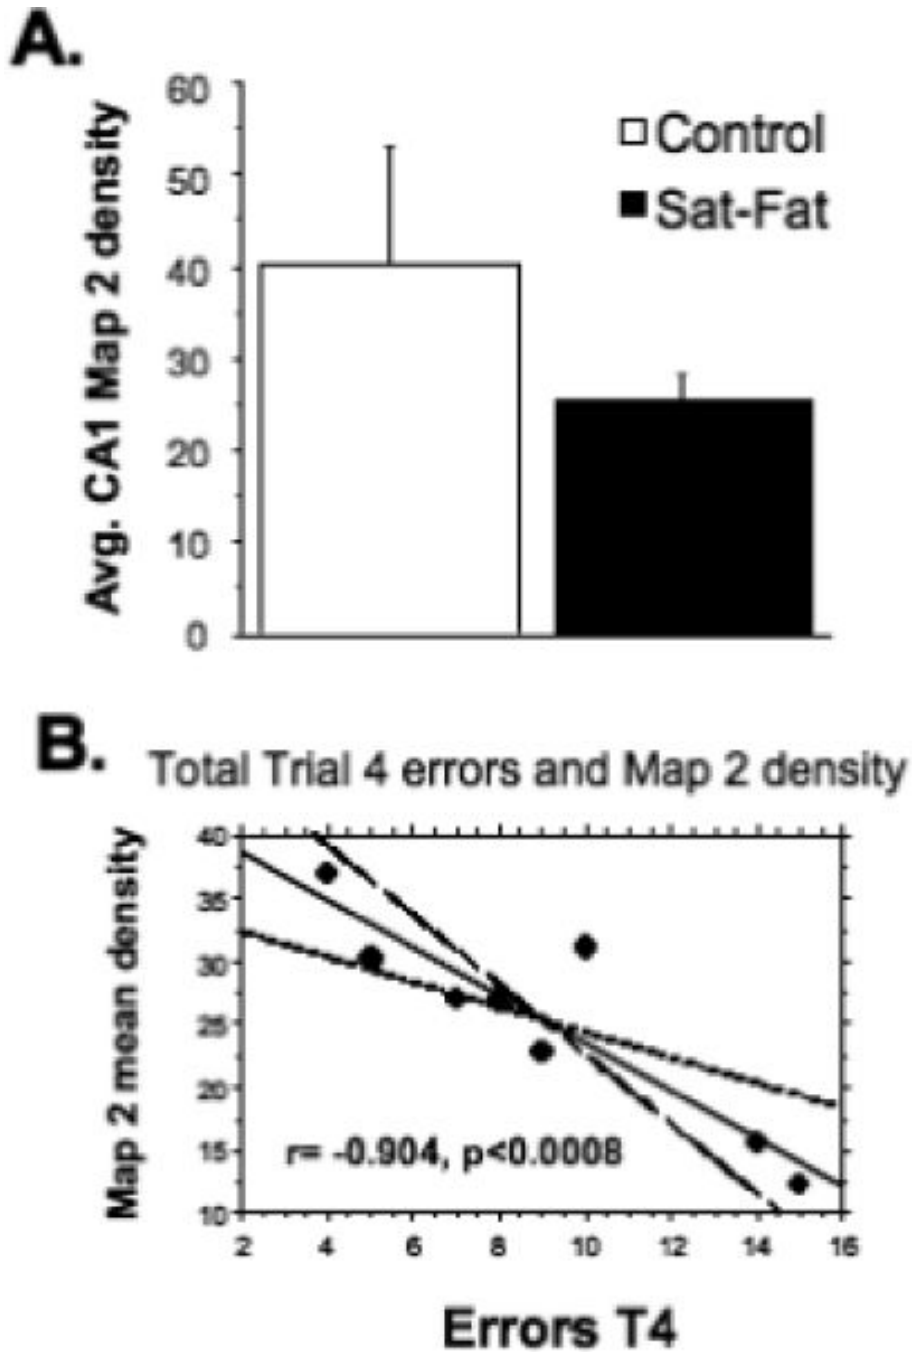 A.
Avg. CA1 Map 2 density
60
50
40
30
20
10
0
Control
Sat-Fat
B.
Total Trial 4 errors and Map 2 density
Map 2 mean density
40
35
30
25
20
15
10
r= -0.904, p<0.0008
2 4 6 8 10 12 14 16
Errors T4